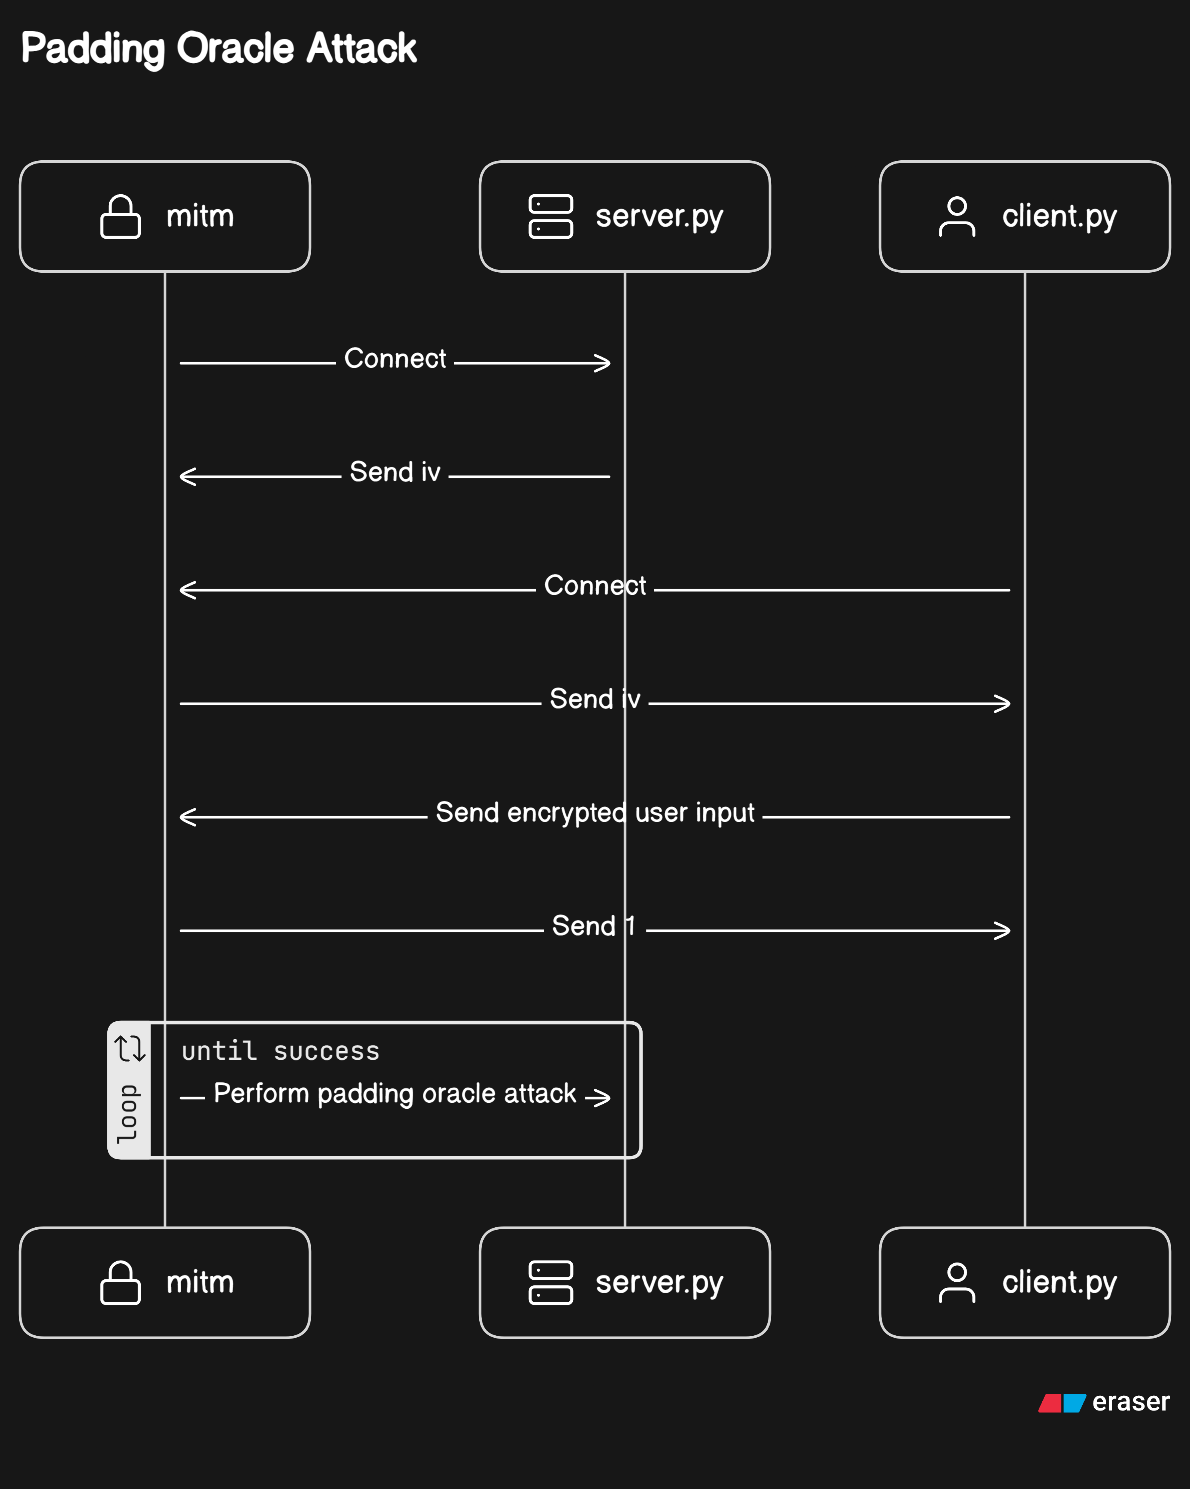 Padding Oracle Attack
mitm
server.py
client.py
Connect
Send iv
Connect
Send iv
Send encrypted user input
Send 1
until success
Perform padding oracle attack
loop
mitm
server.py
client.py
eraser